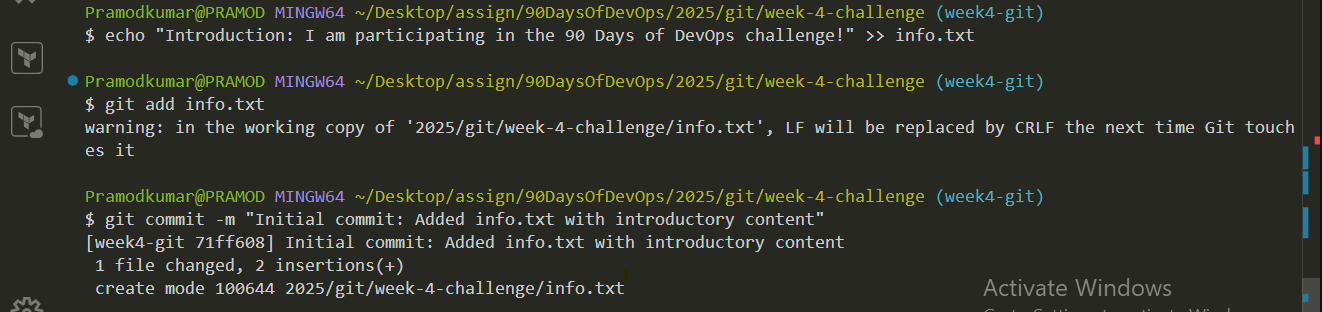 Pramodkumar@PRAMOD MINGW64 ~/Desktop/assign/90DaysOfDevOps/2025/git/week-4-challenge (week4-git)
$ echo "Introduction: I am participating in the 90 Days of DevOps challenge!" >> info.txt
Pramodkumar@PRAMOD MINGW64 ~/Desktop/assign/90DaysOfDevOps/2025/git/week-4-challenge (week4-git)
$ git add info.txt
warning: in the working copy of '2025/git/week-4-challenge/info.txt', LF will be replaced by CRLF the next time Git touch
es it
Pramodkumar@PRAMOD MINGW64 ~/Desktop/assign/90DaysOfDevOps/2025/git/week-4-challenge (week4-git)
$ git commit -m "Initial commit: Added info.txt with introductory content"
[week4-git 71ff608] Initial commit: Added info.txt with introductory content
1 file changed, 2 insertions(+)
create mode 100644 2025/git/week-4-challenge/info.txt
Activate Windows